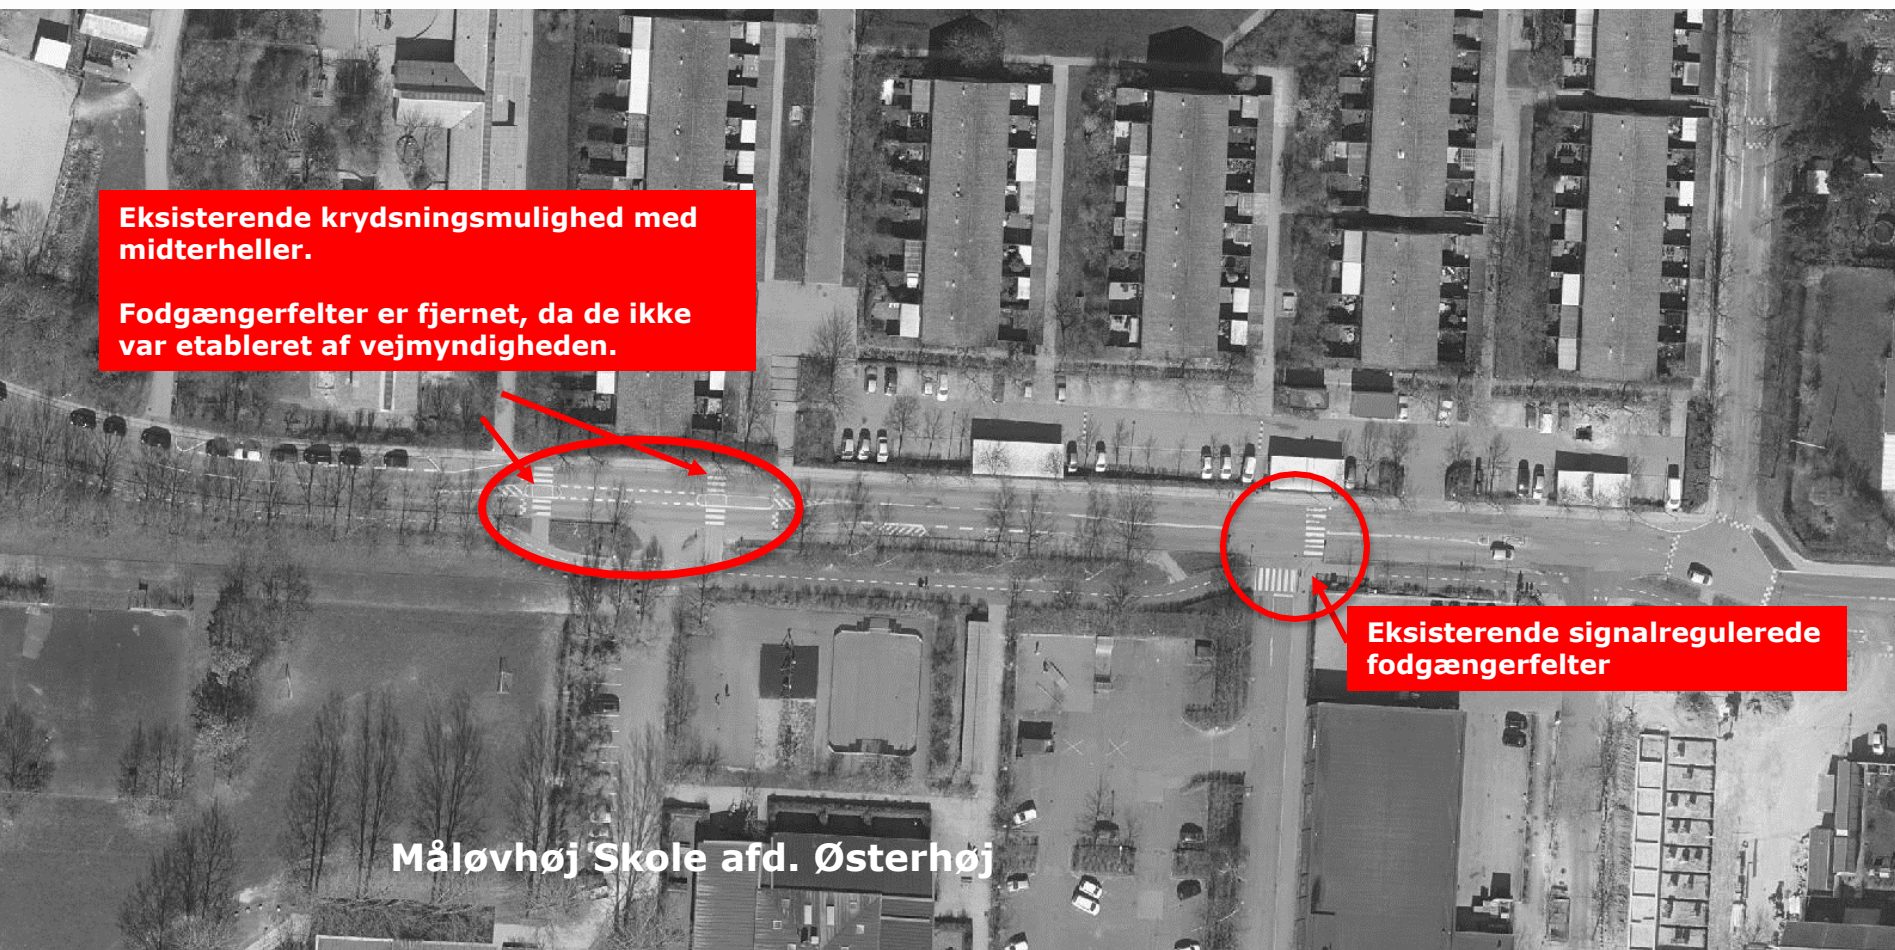 Eksisterende krydsningsmulighed med
midterheller.
Fodgængerfelter er fjernet, da de ikke
var etableret af vejmyndigheden.
Eksisterende signalregulerede
fodgængerfelter
Måløvhøj Skole afd. Østerhøj